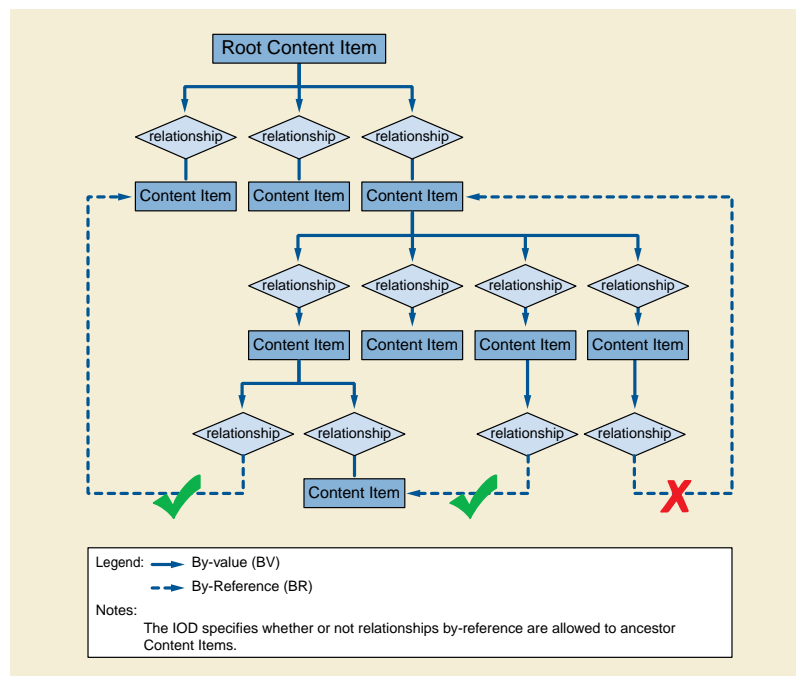 Root Content Item
relationship relationship relationship
Content Item Content Item Content Item
relationship relationship relationship relationship
Content Item Content Item Content Item Content Item
relationship relationship relationship relationship
Content Item
Legend: By-value (BV)
By-Reference (BR)
Notes:
The IOD specifies whether or not relationships by-reference are allowed to ancestor
Content Items.